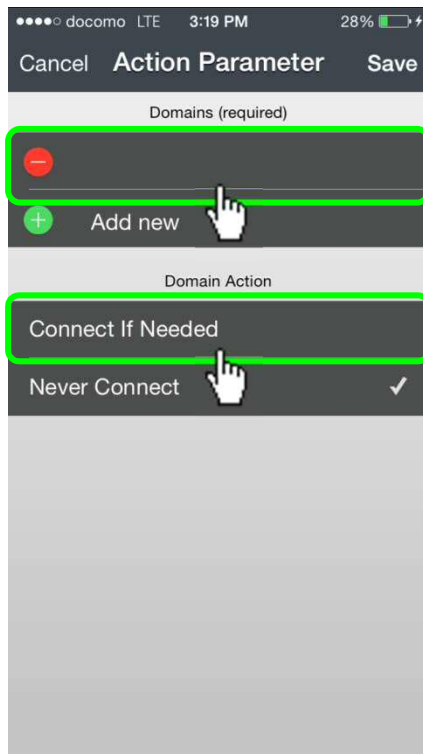 docomo LTE 3:19 PM 28%
Cancel Action Parameter Save
Domains (required)
Add new
Domain Action
Connect If Needed
Never Connect